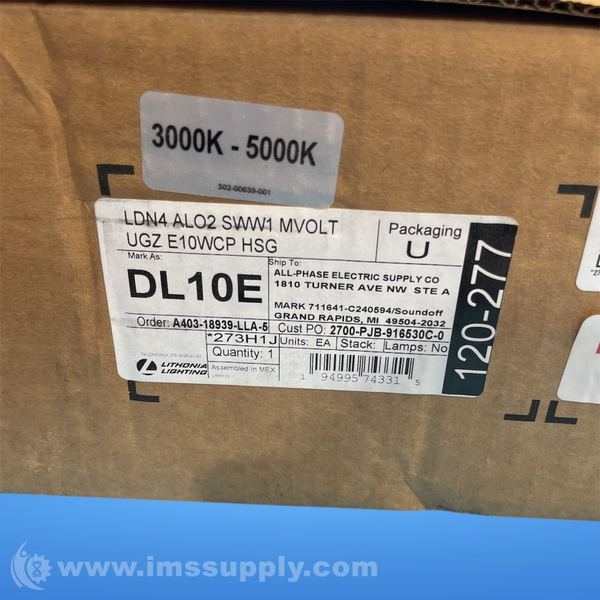 3000K - 5000K
302-00639-001
LDN4 ALO2 SWW1 MVOLT
UGZ E10WCP HSG
Packaging
U
Mark As:
DL10E
Ship To:
ALL-PHASE ELECTRIC SUPPLY CO
1810 TURNER AVE NW STE A
MARK 711641-C240594/Soundoff
GRAND RAPIDS, MI 49504-2032
Order: A403-18939-LLA-5
Cust PO: 2700-PJB-916530C-0
*273H1J
Units: EA
Stack:
Lamps: No
Quantity: 1
LITHONIA
LIGHTING
Assembled in MEX
1 94995 74331 5
120-277
www.imssupply.com